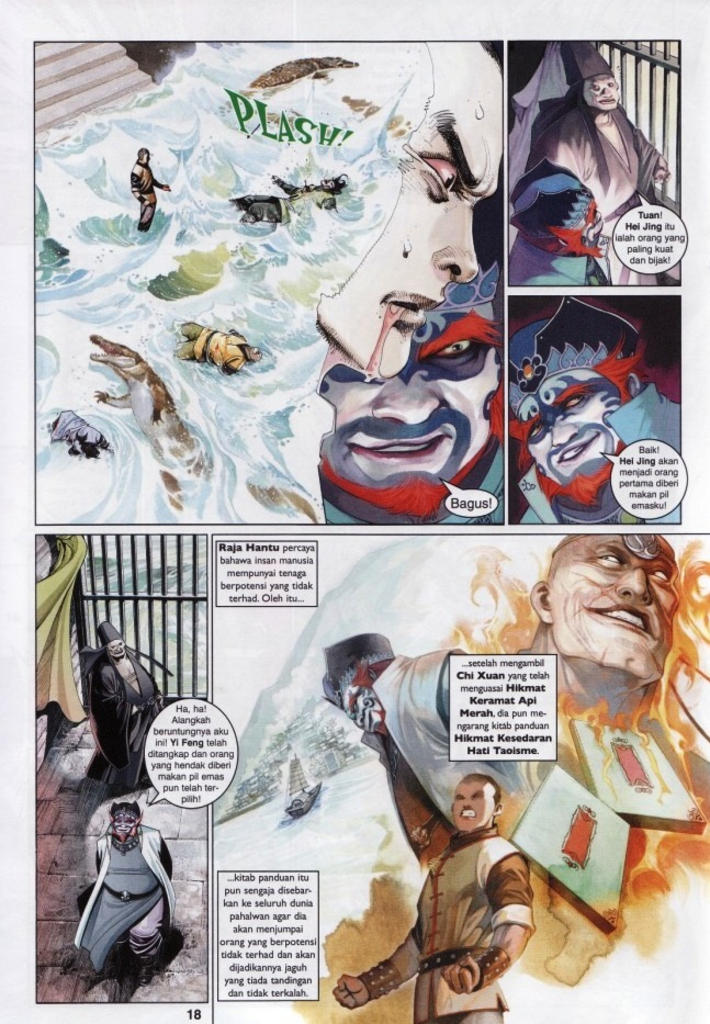 PLASH!
Bagus!
Tuan!
Hei Jing itu
ialah orang yang
paling kuat
dan bijak!
Baik!
Hei Jing akan
menjadi orang
pertama diberi
makan pil
emasku!
Ha, ha!
Alangkah
beruntungnya aku
ini! Yi Feng telah
ditangkap dan orang
yang hendak diberi
makan pil emas
pun telah ter-
pilih!
Raja Hantu percaya
bahawa insan manusia
mempunyai tenaga
berpotensi yang tidak
terhad. Oleh itu...
...setelah mengambil
Chi Xuan yang telah
menguasai Hikmat
Keramat Api
Merah, dia pun me-
ngarang kitab panduan
Hikmat Kesedaran
Hati Taoisme.
...kitab panduan itu
pun sengaja disebar-
kan ke seluruh dunia
pahalwan agar dia
akan menjumpai
orang yang berpotensi
tidak terhad dan akan
dijadikannya jaguh
yang tiada tandingan
dan tidak terkalah.
18